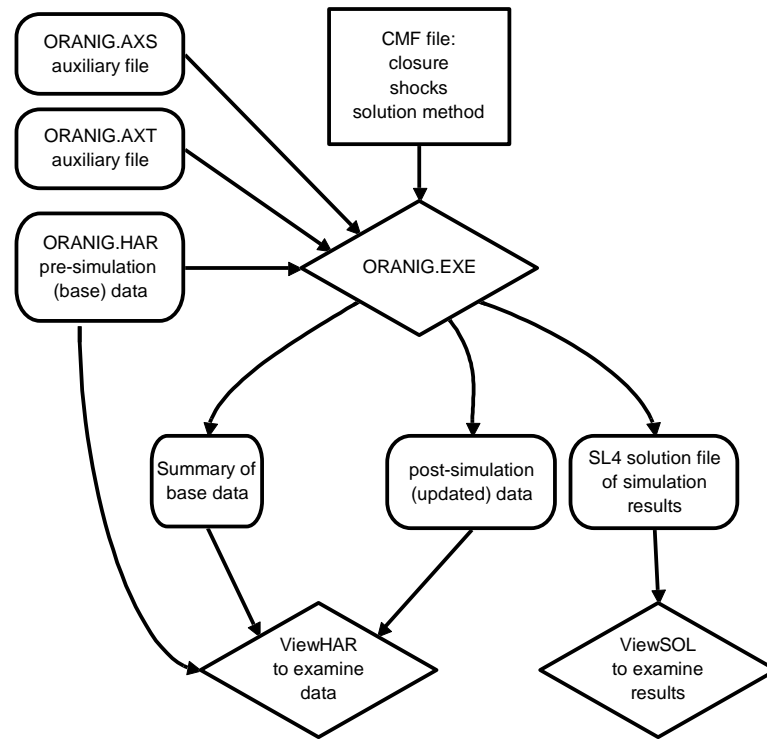 ORANIG.AXS
auxiliary file
CMF file:
closure
shocks
solution method
ORANIG.AXT
auxiliary file
ORANIG.HAR
pre-simulation
(base) data
ORANIG.EXE
Summary of
base data
post-simulation
(updated) data
SL4 solution file
of simulation
results
ViewHAR
to examine
data
ViewSOL
to examine
results